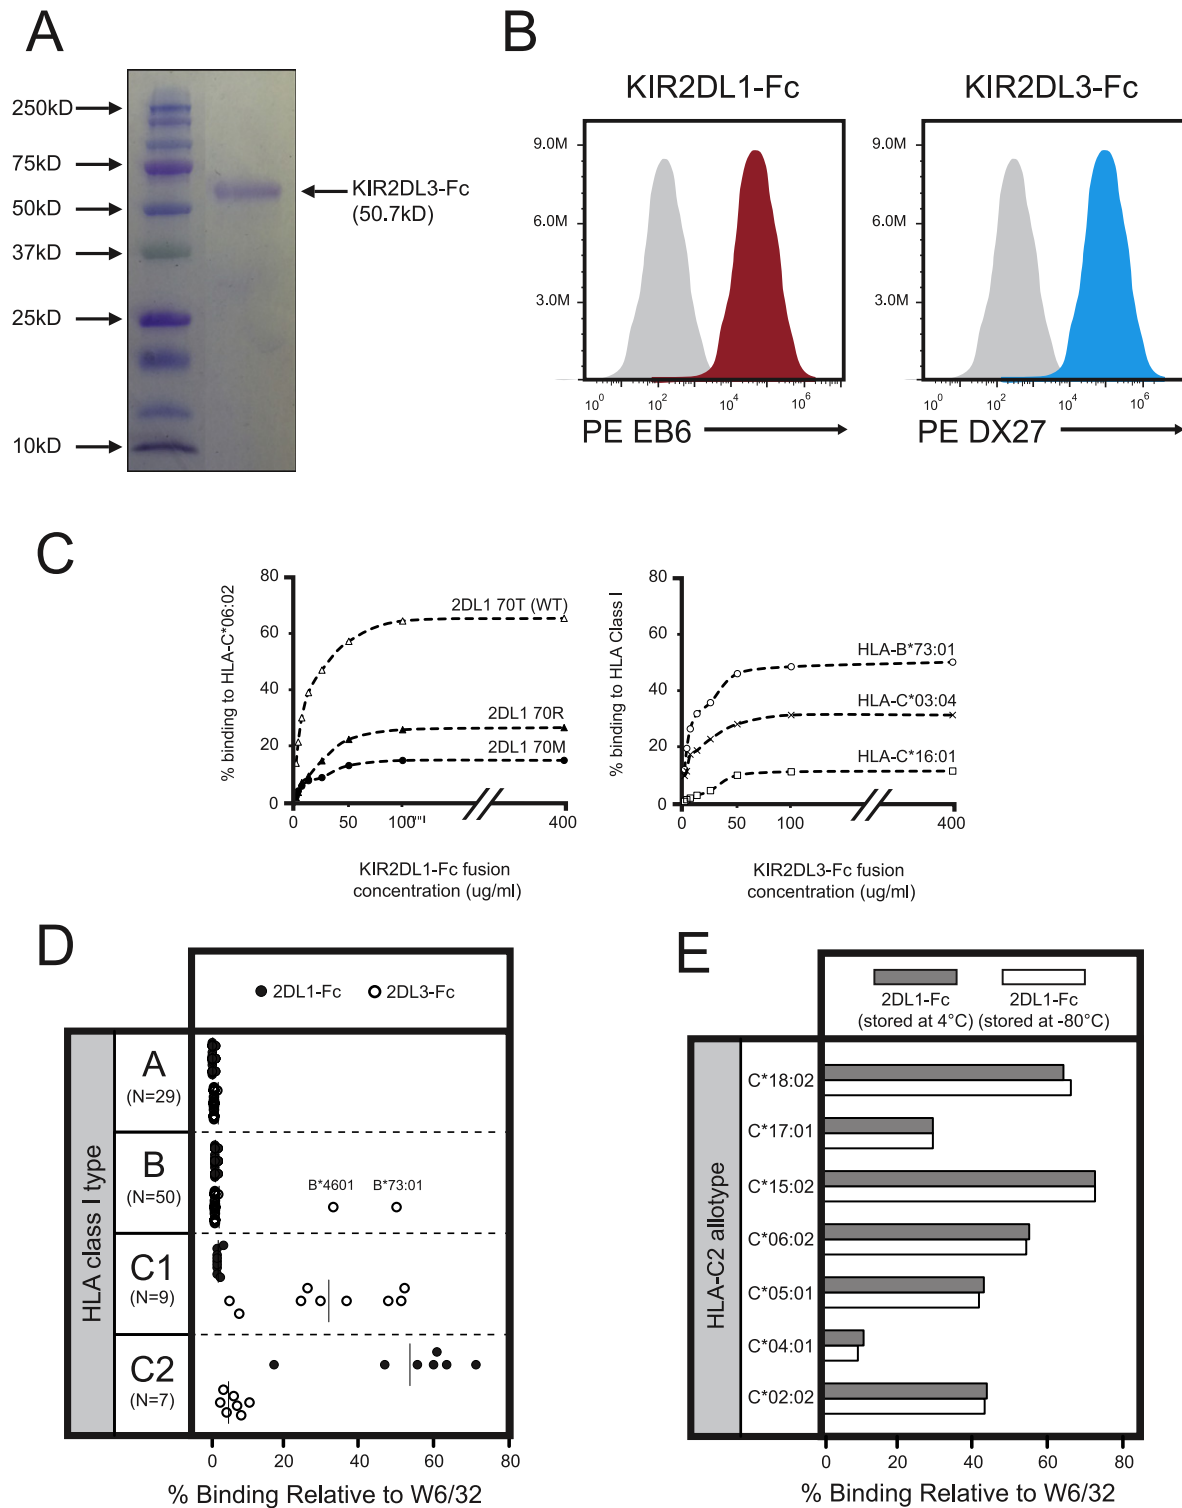 A
250kD
75kD
50kD
37kD
25kD
10kD
KIR2DL3-Fc
(50.7kD)
B
KIR2DL1-Fc
9.0M
6.0M
3.0M
10^0 10^2 10^4 10^6
PE EB6
KIR2DL3-Fc
9.0M
6.0M
3.0M
10^0 10^2 10^4 10^6
PE DX27
C
% binding to HLA-C*06:02
80
60
40
20
0
2DL1 70T (WT)
2DL1 70R
2DL1 70M
0 50 100 400
KIR2DL1-Fc fusion
concentration (ug/ml)
% binding to HLA Class I
80
60
40
20
0
HLA-B*73:01
HLA-C*03:04
HLA-C*16:01
0 50 100 400
KIR2DL3-Fc fusion
concentration (ug/ml)
D
2DL1-Fc 2DL3-Fc
HLA class I type
A
(N=29)
B
(N=50)
B*4601 B*73:01
C1
(N=9)
C2
(N=7)
0 20 40 60 80
% Binding Relative to W6/32
E
2DL1-Fc 2DL1-Fc
(stored at 4°C) (stored at -80°C)
HLA-C2 allotype
C*18:02
C*17:01
C*15:02
C*06:02
C*05:01
C*04:01
C*02:02
0 20 40 60 80
% Binding Relative to W6/32